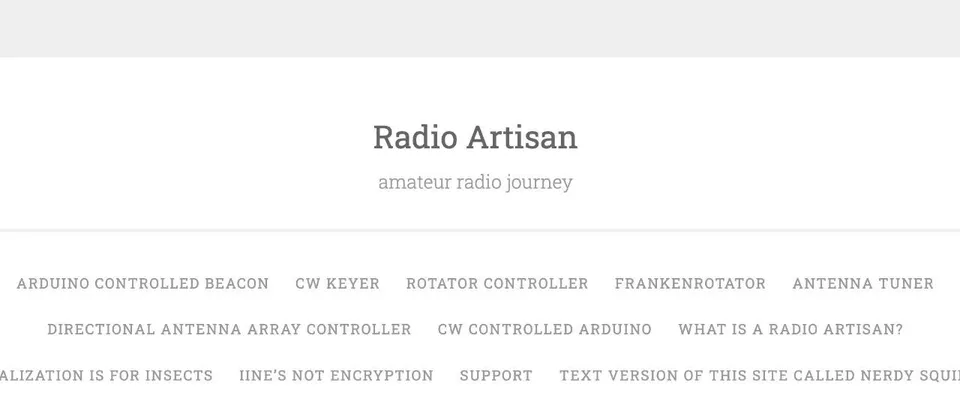 Radio Artisan
amateur radio journey
ARDUINO CONTROLLED BEACON CW KEYER ROTATOR CONTROLLER FRANKENROTATOR ANTENNA TUNER
DIRECTIONAL ANTENNA ARRAY CONTROLLER CW CONTROLLED ARDUINO WHAT IS A RADIO ARTISAN?
IS FOR INSECTS IINE'S NOT ENCRYPTION SUPPORT TEXT VERSION OF THIS SITE CALLED NERDY